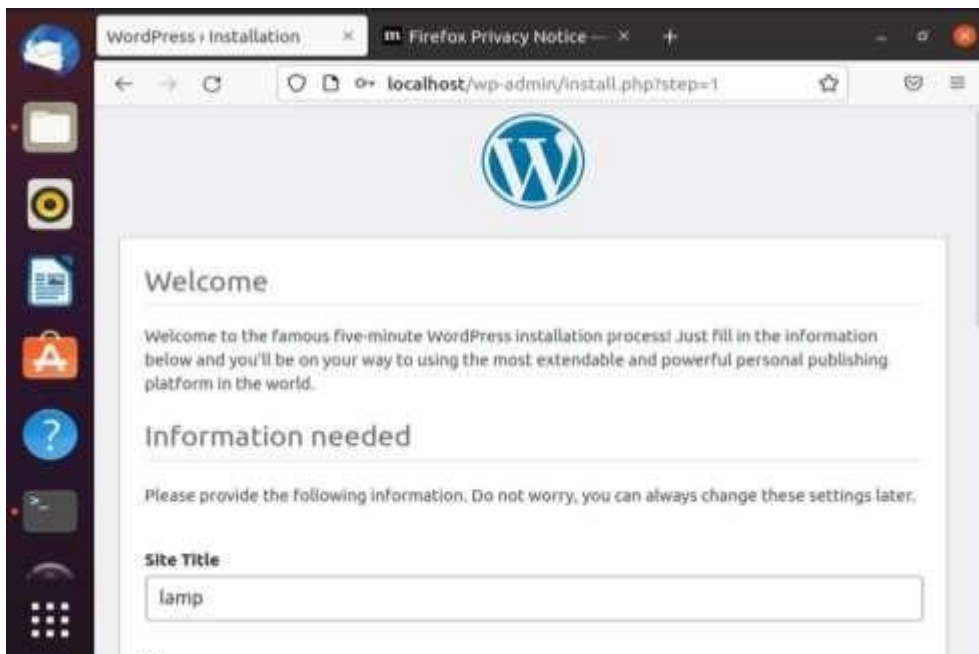 WordPress › Installation
Firefox Privacy Notice —
localhost/wp-admin/install.php?step=1
Welcome
Welcome to the famous five-minute WordPress installation process! Just fill in the information
below and you'll be on your way to using the most extendable and powerful personal publishing
platform in the world.
Information needed
Please provide the following information. Do not worry, you can always change these settings later.
Site Title
lamp